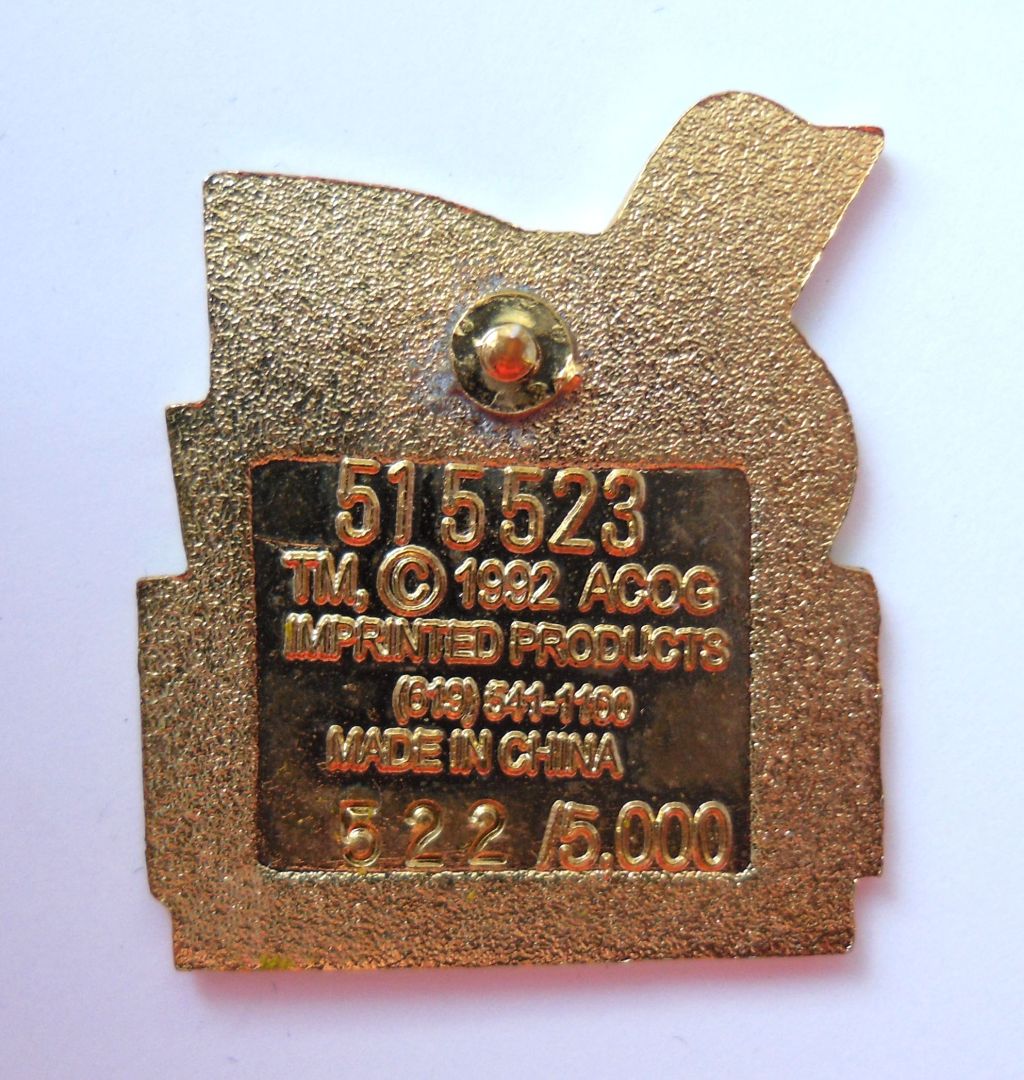 515523
TM, © 1992 ACOG
IMPRINTED PRODUCTS
(619) 541-1100
MADE IN CHINA
522 /5.000